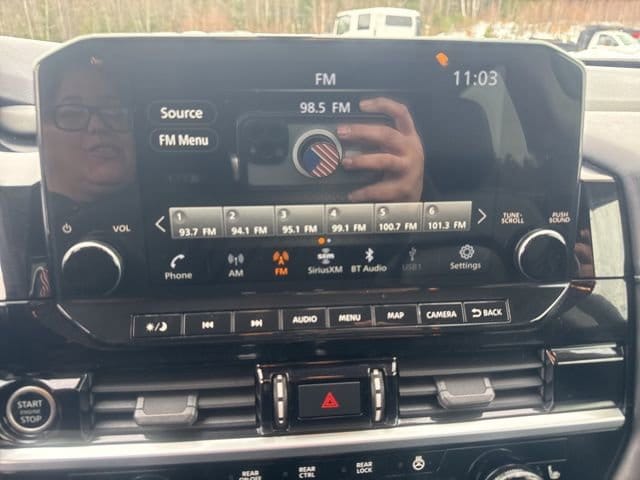 FM
11:03
98.5 FM
Source
FM Menu
1 2 3 4 5 6
93.7 FM 94.1 FM 95.1 FM 99.1 FM 100.7 FM 101.3 FM
VOL
TUNE·SCROLL
PUSH SOUND
Phone AM FM SiriusXM BT Audio USB1 Settings
AUDIO MENU MAP CAMERA BACK
START ENGINE STOP
REAR ON/OFF
REAR CTRL
REAR LOCK